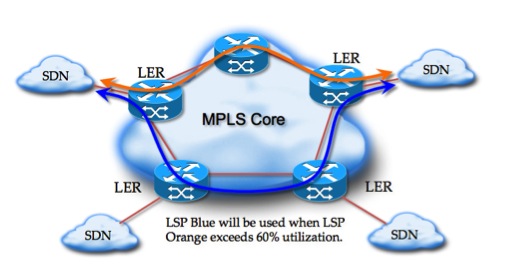 SDN
LER
LER
SDN
MPLS Core
LER
LER
SDN
LSP Blue will be used when LSP
Orange exceeds 60% utilization.
SDN